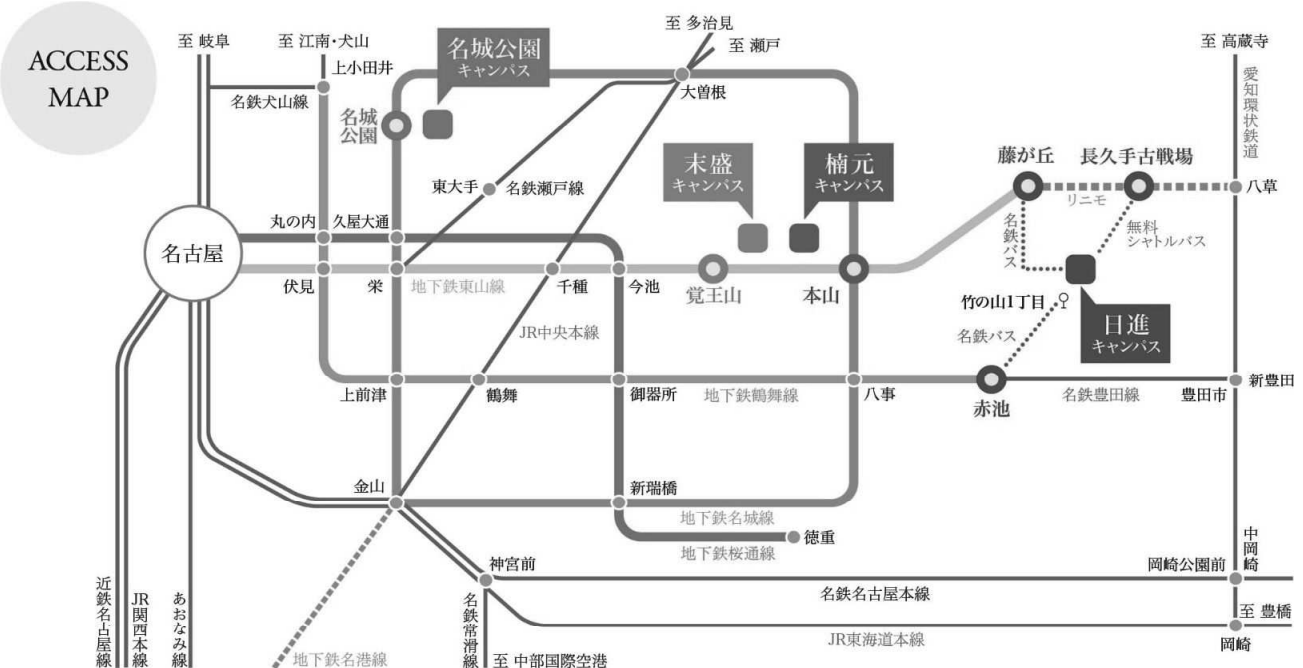 ACCESS
MAP
至 岐阜
至 江南・犬山
上小田井
名鉄犬山線
名城公園
キャンパス
名城
公園
至 多治見
至 瀬戸
大曽根
東大手
名鉄瀬戸線
至 高蔵寺
愛知環状鉄道
末盛
キャンパス
楠元
キャンパス
藤が丘
長久手古戦場
リニモ
八草
名鉄バス
無料
シャトルバス
名古屋
丸の内
久屋大通
伏見
栄
地下鉄東山線
千種
今池
覚王山
本山
竹の山1丁目
名鉄バス
日進
キャンパス
JR中央本線
上前津
鶴舞
御器所
地下鉄鶴舞線
八事
赤池
名鉄豊田線
豊田市
新豊田
金山
新瑞橋
地下鉄名城線
地下鉄桜通線
徳重
神宮前
名鉄名古屋本線
岡崎公園前
中岡崎
至 豊橋
岡崎
JR東海道本線
近鉄名古屋線
JR関西本線
あおなみ線
地下鉄名港線
名鉄常滑線
至 中部国際空港